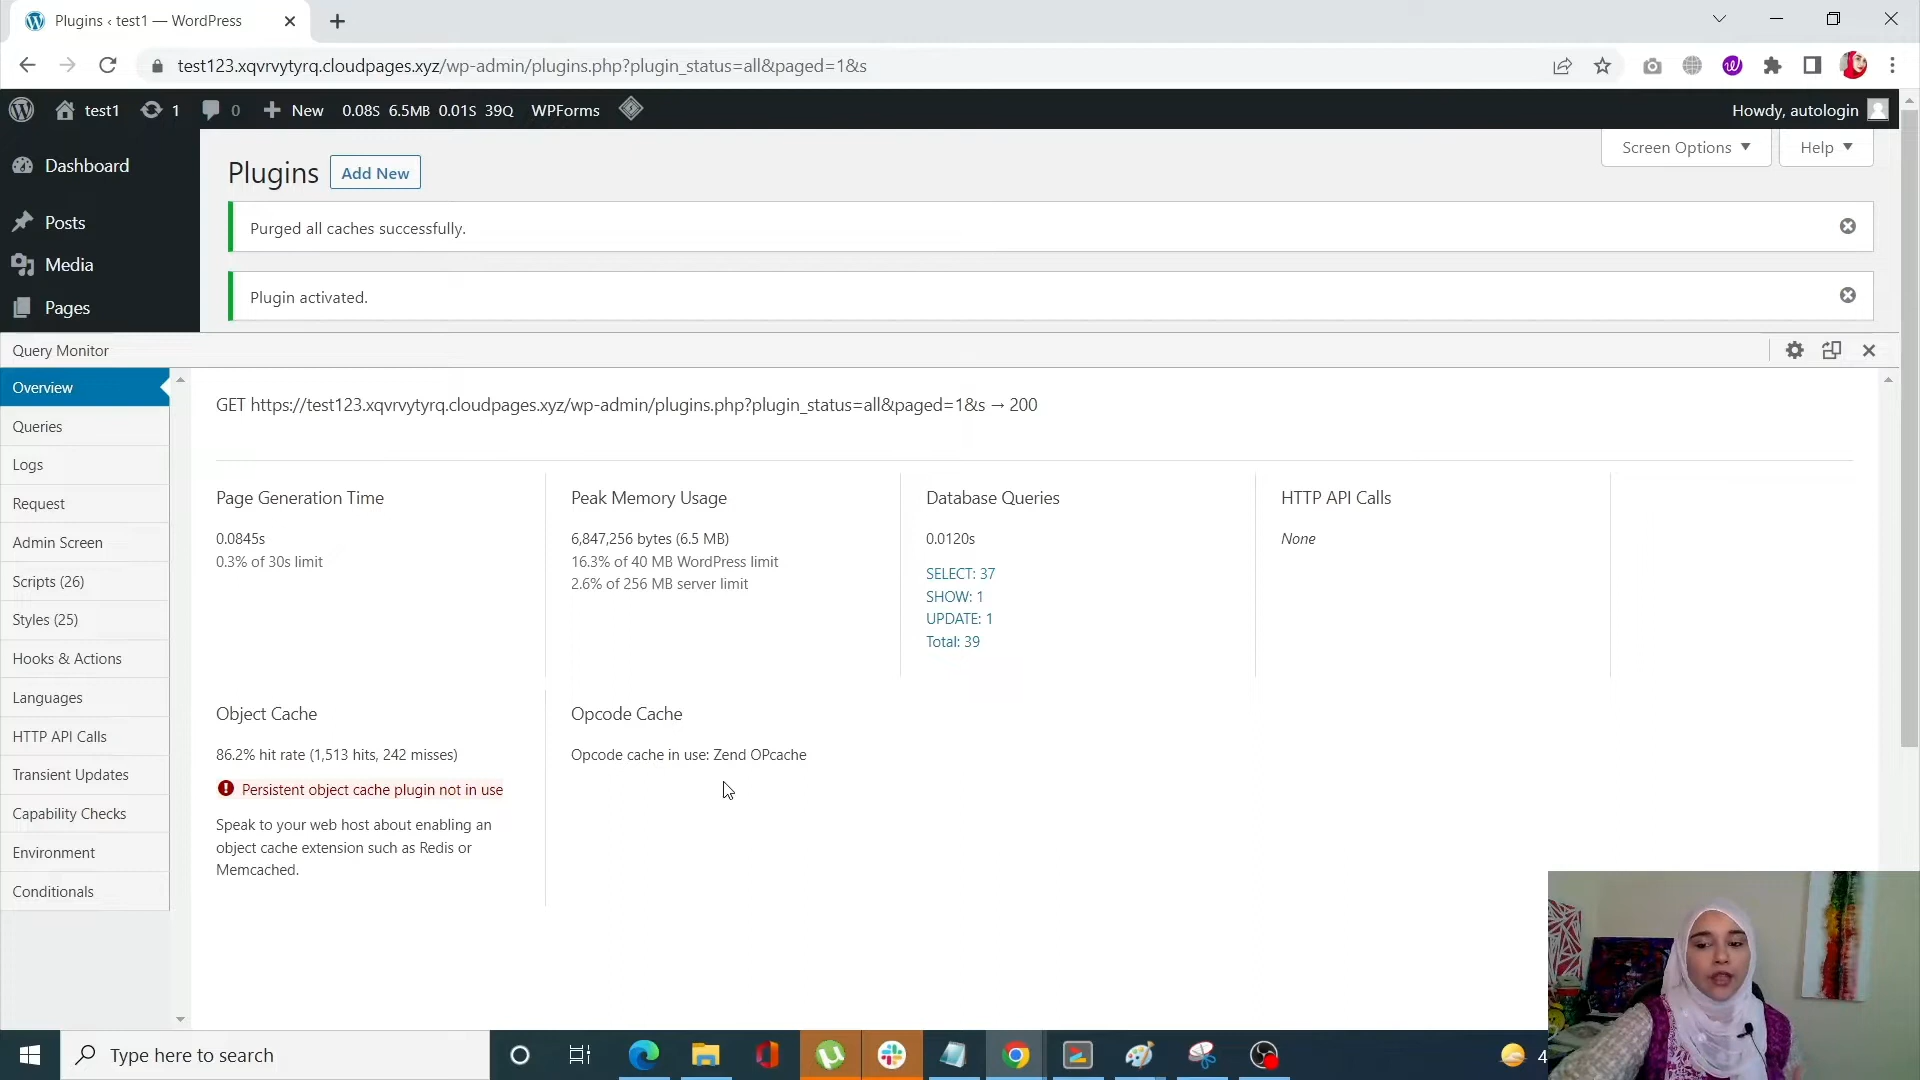 Plugins ‹ test1 — WordPress
test123.xqvrvytyrq.cloudpages.xyz/wp-admin/plugins.php?plugin_status=all&paged=1&s
test1
1
0
New
0.08S 6.5MB 0.01S 39Q
WPForms
Howdy, autologin
Dashboard
Posts
Media
Pages
Plugins
Add New
Screen Options ▼
Help ▼
Purged all caches successfully.
Plugin activated.
Query Monitor
Overview
Queries
Logs
Request
Admin Screen
Scripts (26)
Styles (25)
Hooks & Actions
Languages
HTTP API Calls
Transient Updates
Capability Checks
Environment
Conditionals
GET https://test123.xqvrvytyrq.cloudpages.xyz/wp-admin/plugins.php?plugin_status=all&paged=1&s → 200
Page Generation Time
0.0845s
0.3% of 30s limit
Peak Memory Usage
6,847,256 bytes (6.5 MB)
16.3% of 40 MB WordPress limit
2.6% of 256 MB server limit
Database Queries
0.0120s
SELECT: 37
SHOW: 1
UPDATE: 1
Total: 39
HTTP API Calls
None
Object Cache
86.2% hit rate (1,513 hits, 242 misses)
Persistent object cache plugin not in use
Speak to your web host about enabling an
object cache extension such as Redis or
Memcached.
Opcode Cache
Opcode cache in use: Zend OPcache
Type here to search
4